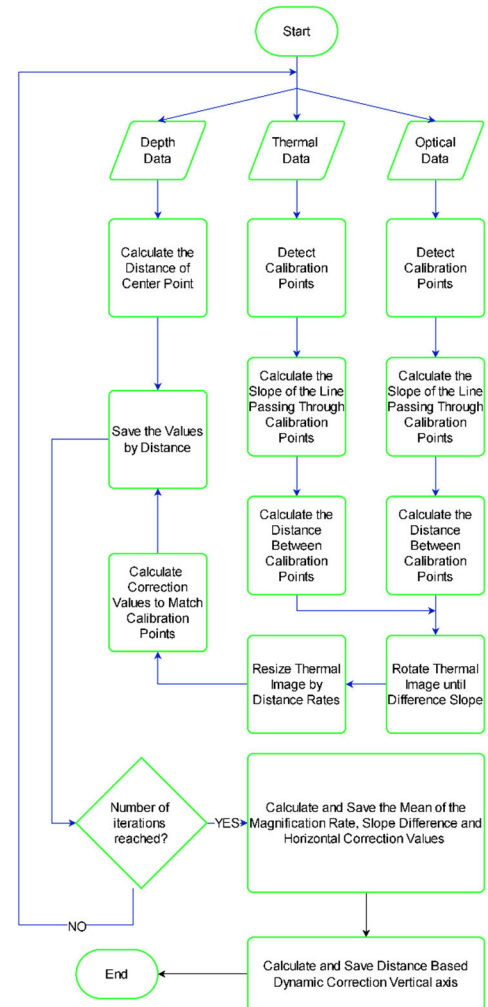 Start
Depth
Data
Thermal
Data
Optical
Data
Calculate the
Distance of
Center Point
Detect
Calibration
Points
Detect
Calibration
Points
Calculate the
Slope of the Line
Passing Through
Calibration Points
Calculate the
Slope of the Line
Passing Through
Calibration Points
Save the Values
by Distance
Calculate the
Distance
Between
Calibration
Points
Calculate the
Distance
Between
Calibration
Points
Calculate
Correction
Values to Match
Calibration
Points
Resize Thermal
Image by
Distance Rates
Rotate Thermal
Image until
Difference Slope
Number of
iterations
reached?
YES
Calculate and Save the Mean of the
Magnification Rate, Slope Difference and
Horizontal Correction Values
NO
End
Calculate and Save Distance Based
Dynamic Correction Vertical axis